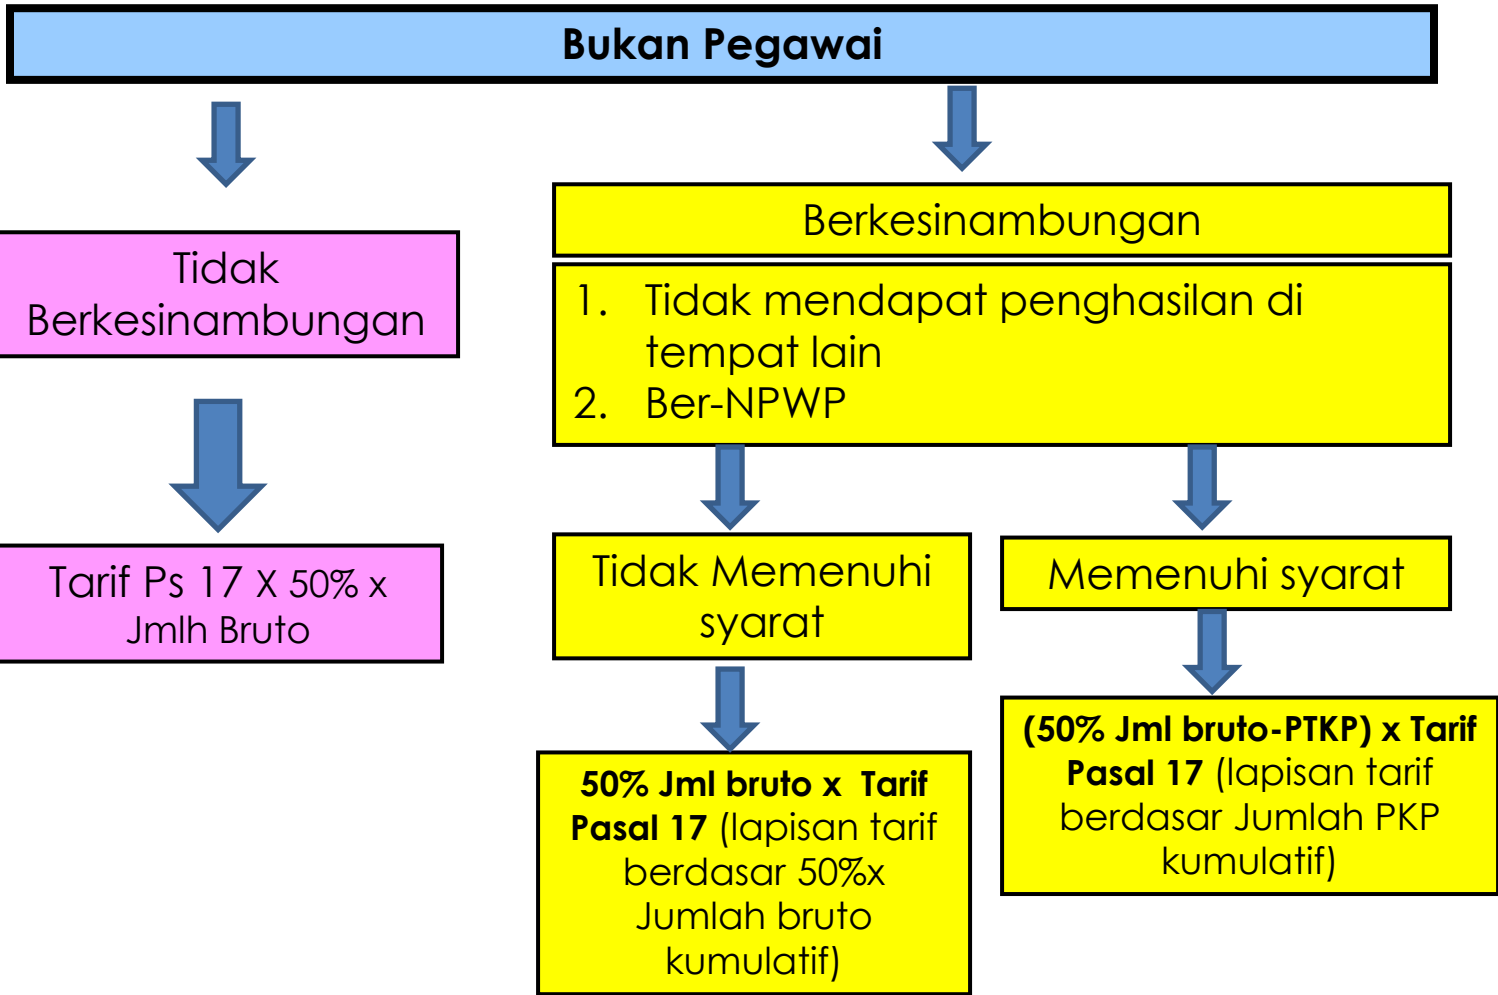 Bukan Pegawai
Tidak
Berkesinambungan
Tarif Ps 17 X 50% x
Jmlh Bruto
Berkesinambungan
1. Tidak mendapat penghasilan di
tempat lain
2. Ber-NPWP
Tidak Memenuhi
syarat
50% Jml bruto x Tarif
Pasal 17 (lapisan tarif
berdasar 50%x
Jumlah bruto
kumulatif)
Memenuhi syarat
(50% Jml bruto-PTKP) x Tarif
Pasal 17 (lapisan tarif
berdasar Jumlah PKP
kumulatif)